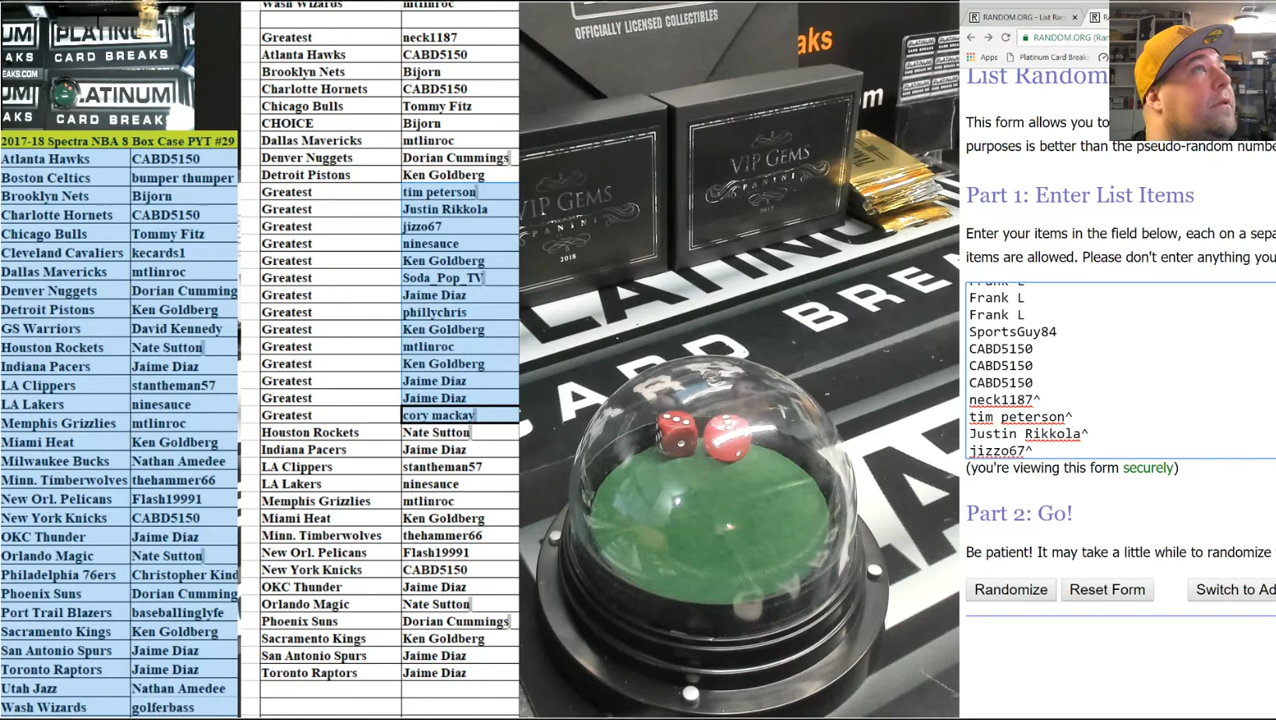 PLATINUM
CARD BREAKS
PLATINUM
CARD BREAKS
2017-18 Spectra NBA 8 Box Case PYT #29
Atlanta Hawks CABD5150
Boston Celtics bumper thumper
Brooklyn Nets Bijorn
Charlotte Hornets CABD5150
Chicago Bulls Tommy Fitz
Cleveland Cavaliers kecards1
Dallas Mavericks mtlinroc
Denver Nuggets Dorian Cumming
Detroit Pistons Ken Goldberg
GS Warriors David Kennedy
Houston Rockets Nate Sutton
Indiana Pacers Jaime Diaz
LA Clippers stantheman57
LA Lakers ninesauce
Memphis Grizzlies mtlinroc
Miami Heat Ken Goldberg
Milwaukee Bucks Nathan Amedee
Minn. Timberwolves thehammer66
New Orl. Pelicans Flash19991
New York Knicks CABD5150
OKC Thunder Jaime Diaz
Orlando Magic Nate Sutton
Philadelphia 76ers Christopher Kind
Phoenix Suns Dorian Cumming
Port Trail Blazers baseballinglyfe
Sacramento Kings Ken Goldberg
San Antonio Spurs Jaime Diaz
Toronto Raptors Jaime Diaz
Utah Jazz Nathan Amedee
Wash Wizards golferbass
Wash Wizards mtlinroc
Greatest neck1187
Atlanta Hawks CABD5150
Brooklyn Nets Bijorn
Charlotte Hornets CABD5150
Chicago Bulls Tommy Fitz
CHOICE Bijorn
Dallas Mavericks mtlinroc
Denver Nuggets Dorian Cummings
Detroit Pistons Ken Goldberg
Greatest tim peterson
Greatest Justin Rikkola
Greatest jizzo67
Greatest ninesauce
Greatest Ken Goldberg
Greatest Soda_Pop_TV
Greatest Jaime Diaz
Greatest phillychris
Greatest Ken Goldberg
Greatest mtlinroc
Greatest Ken Goldberg
Greatest Jaime Diaz
Greatest Jaime Diaz
Greatest cory mackay
Houston Rockets Nate Sutton
Indiana Pacers Jaime Diaz
LA Clippers stantheman57
LA Lakers ninesauce
Memphis Grizzlies mtlinroc
Miami Heat Ken Goldberg
Minn. Timberwolves thehammer66
New Orl. Pelicans Flash19991
New York Knicks CABD5150
OKC Thunder Jaime Diaz
Orlando Magic Nate Sutton
Phoenix Suns Dorian Cummings
Sacramento Kings Ken Goldberg
San Antonio Spurs Jaime Diaz
Toronto Raptors Jaime Diaz
OFFICIALLY LICENSED COLLECTIBLES
aks
om
VIP GEMS
PANINI
2018
VIP GEMS
PANINI
2017
PLATINUM
CARD BREA
RANDOM.ORG - List Ra
RANDOM.ORG
Apps Platinum Card Break
List Random
This form allows you to
purposes is better than the pseudo-random numbe
Part 1: Enter List Items
Enter your items in the field below, each on a sepa
items are allowed. Please don't enter anything you
Frank L
Frank L
SportsGuy84
CABD5150
CABD5150
CABD5150
neck1187^
tim peterson^
Justin Rikkola^
jizzo67^
(you're viewing this form securely)
Part 2: Go!
Be patient! It may take a little while to randomize
Randomize Reset Form Switch to Ad